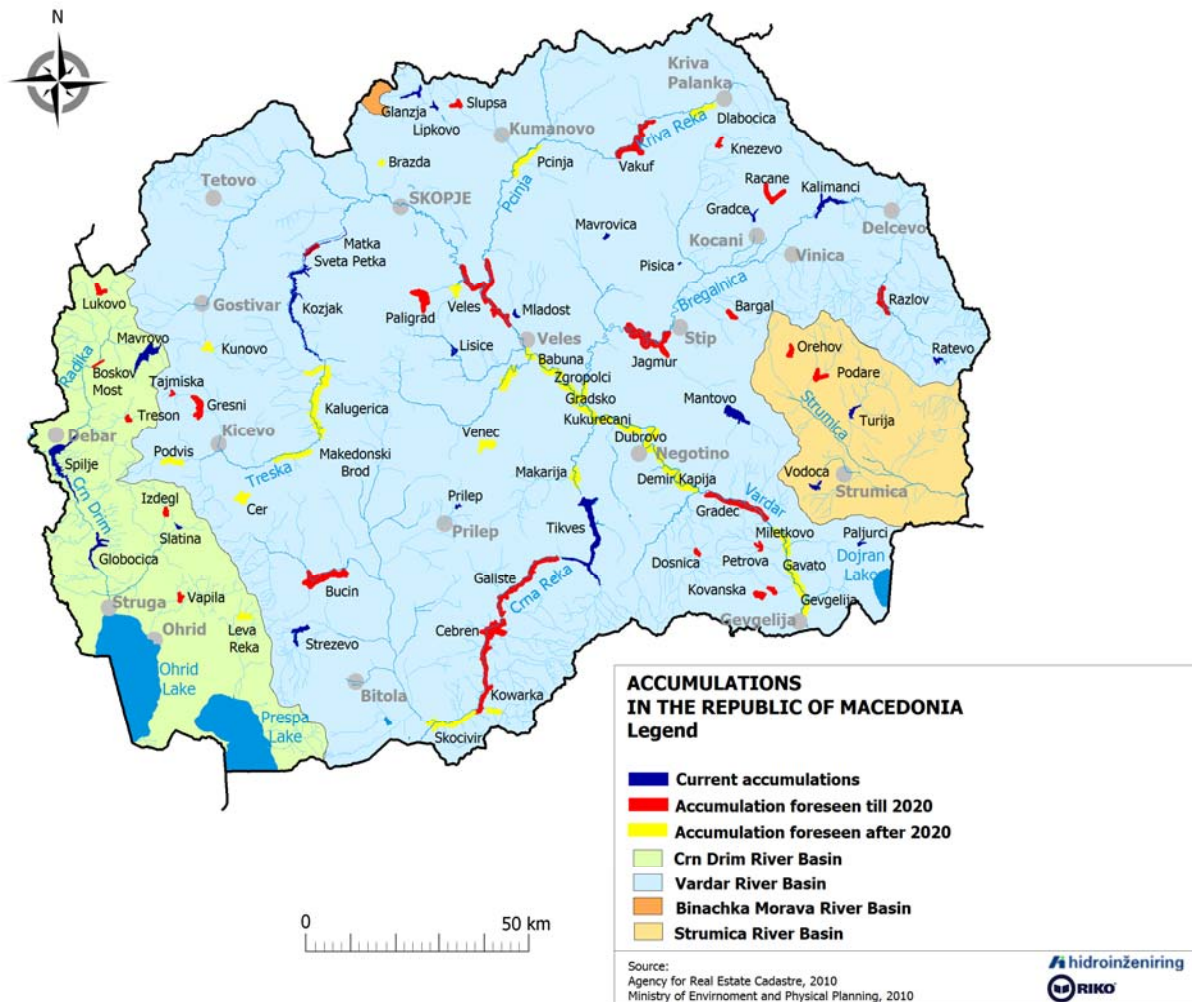 N
Kriva
Palanka
Glanzja
Slupsa
Lipkovo
Kumanovo
Kriva Reka
Dlabocica
Knezevo
Vakuf
Brazda
Pcinja
Pcinja
Tetovo
SKOPJE
Racane
Kalimanci
Gradce
Delcevo
Mavrovica
Kocani
Vinica
Matka
Sveta Petka
Pisica
Bregalnica
Lukovo
Gostivar
Kozjak
Paligrad
Veles
Mladost
Bargal
Razlov
Mavrovo
Kunovo
Lisice
Veles
Stip
Jagmur
Orehov
Ratevo
Radika
Boskov
Most
Tajmiska
Gresni
Babuna
Zgropolci
Gradsko
Kukurecani
Podare
Treson
Kalugerica
Mantovo
Strumica
Turija
Debar
Kicevo
Venec
Dubrovo
Negotino
Spilje
Podvis
Treska
Makedonski
Brod
Makarija
Demir Kapija
Vodoca
Strumica
Crn Drim
Izdegl
Cer
Prilep
Prilep
Tikves
Gradec
Vardar
Slatina
Miletkovo
Paljurci
Globocica
Dosnica
Petrova
Gavato
Dojran
Lake
Galiste
Crna Reka
Bucin
Kovanska
Gevgelija
Struga
Vapila
Gevgelija
Ohrid
Leva
Reka
Strezevo
Cebren
Ohrid
Lake
Bitola
Kowarka
Prespa
Lake
Skocivir
ACCUMULATIONS
IN THE REPUBLIC OF MACEDONIA
Legend
Current accumulations
Accumulation foreseen till 2020
Accumulation foreseen after 2020
Crn Drim River Basin
Vardar River Basin
Binachka Morava River Basin
Strumica River Basin
0 50 km
Source:
Agency for Real Estate Cadastre, 2010
Ministry of Envirnoment and Physical Planning, 2010
hidroinženiring
RIKO